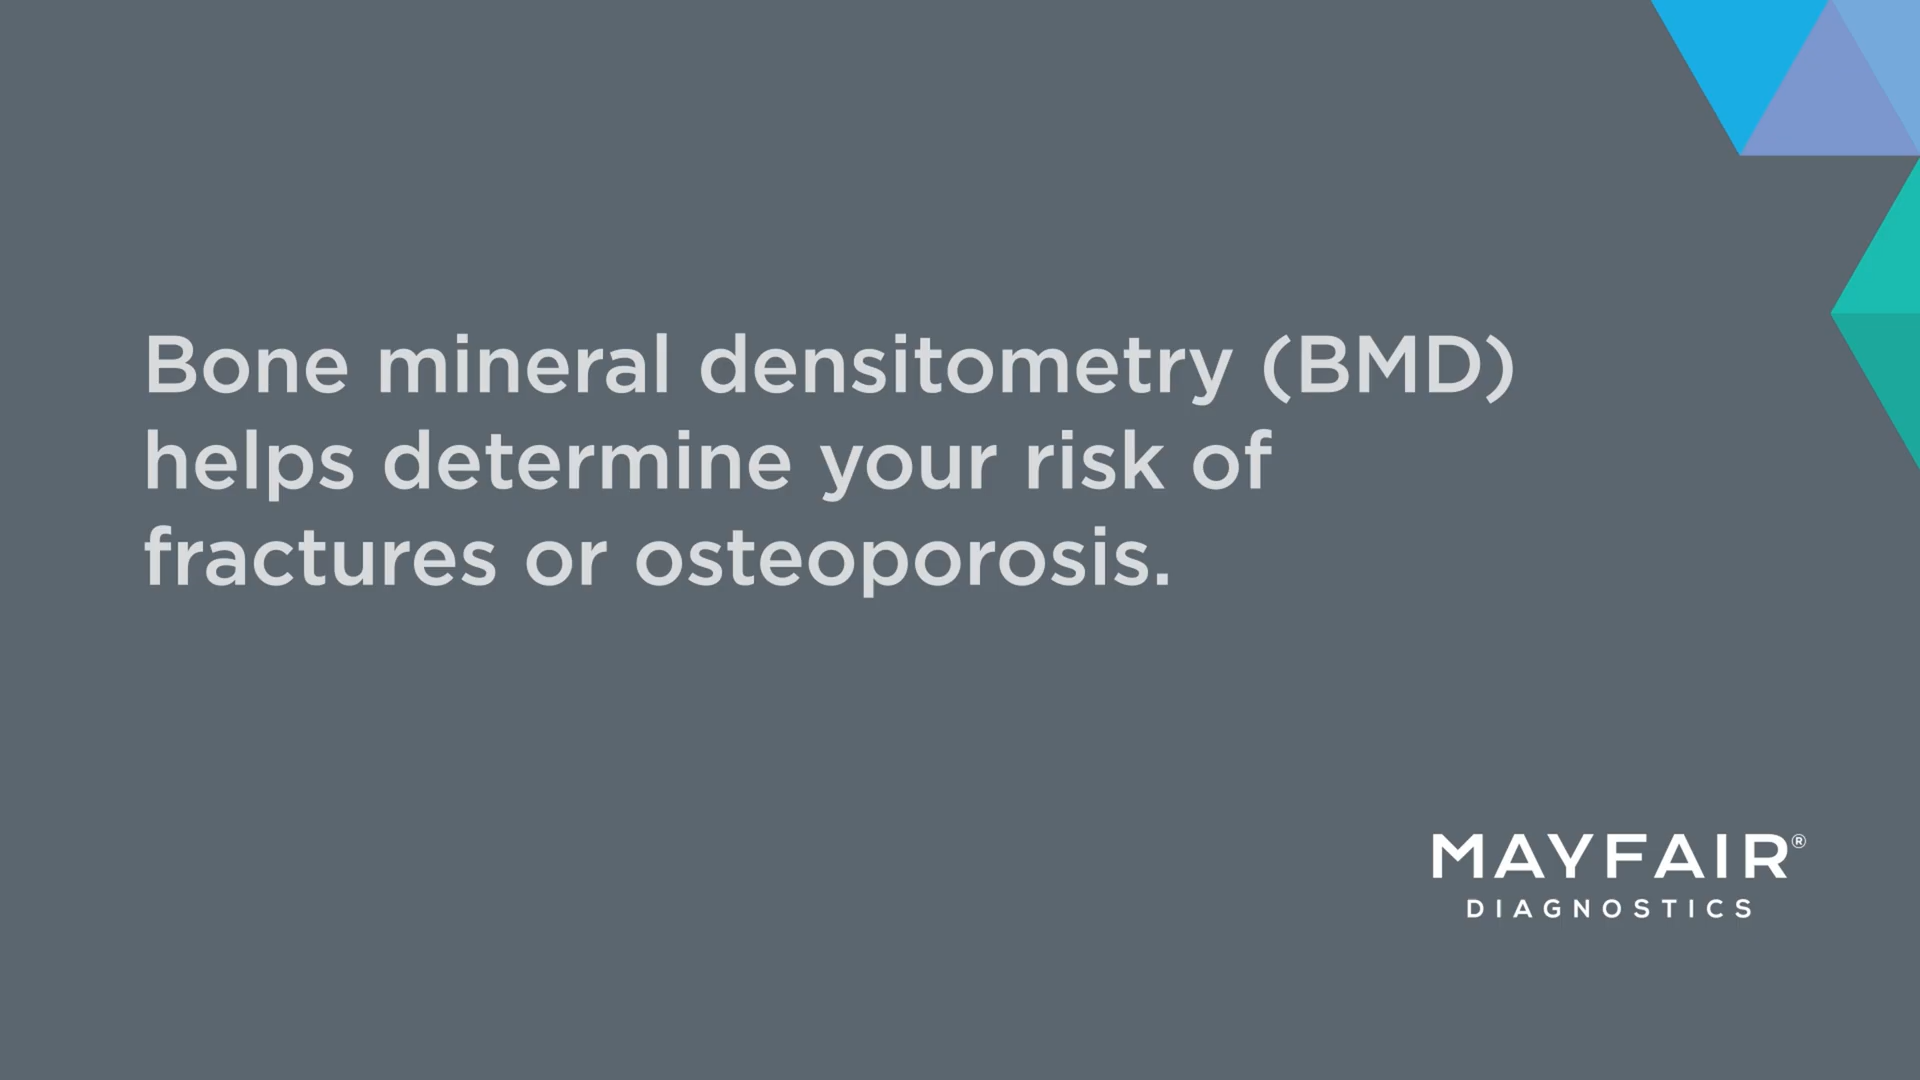 Bone mineral densitometry (BMD)
helps determine your risk of
fractures or osteoporosis.
MAYFAIR®
DIAGNOSTICS